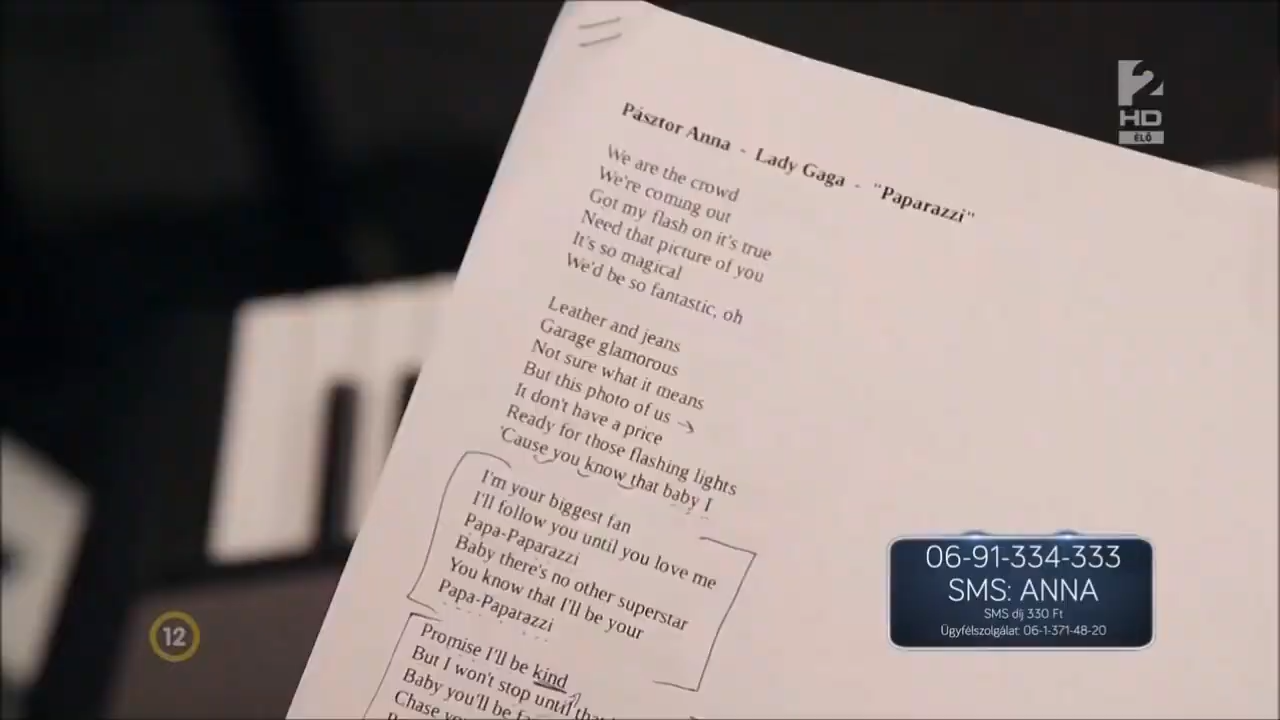 2
HD
ÉLŐ
Pásztor Anna - Lady Gaga - "Paparazzi"
We are the crowd
We're coming out
Got my flash on it's true
Need that picture of you
It's so magical
We'd be so fantastic, oh
Leather and jeans
Garage glamorous
Not sure what it means
But this photo of us
It don't have a price
Ready for those flashing lights
'Cause you know that baby I
I'm your biggest fan
I'll follow you until you love me
Papa-Paparazzi
Baby there's no other superstar
You know that I'll be your
Papa-Paparazzi
Promise I'll be kind
But I won't stop until
Baby you'll be
Chase
06-91-334-333
SMS: ANNA
SMS díj 330 Ft
Ügyfélszolgálat: 06-1-371-48-20
12